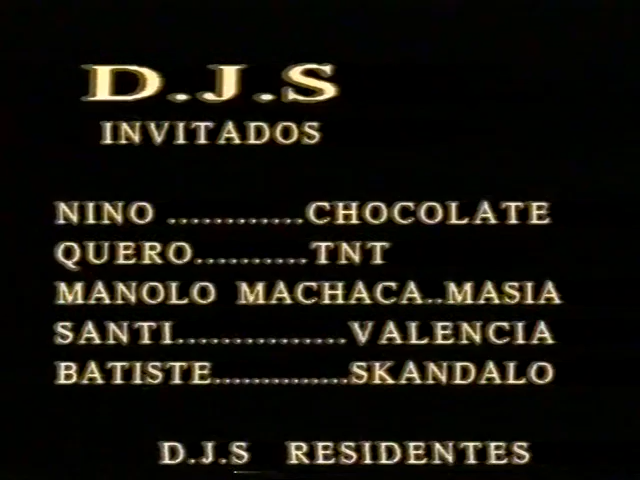 D.J.S
INVITADOS
NINO ............CHOCOLATE
QUERO..........TNT
MANOLO MACHACA..MASIA
SANTI...............VALENCIA
BATISTE..............SKANDALO
D.J.S RESIDENTES